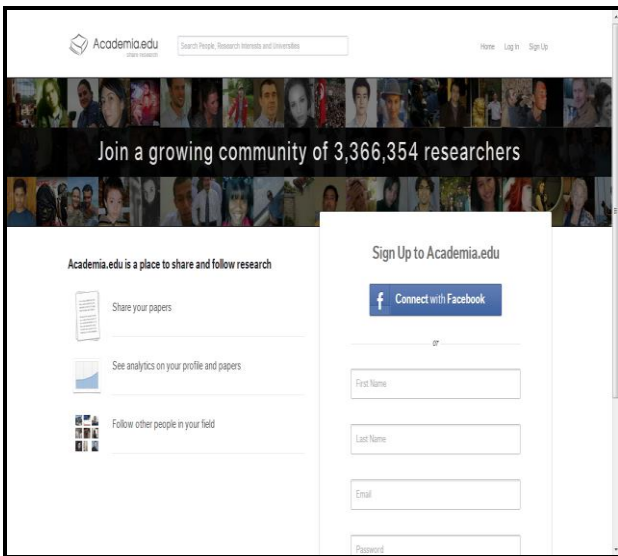 Academia.edu
share research
Search People, Research Interests and Universities
Home Log In Sign Up
Join a growing community of 3,366,354 researchers
Academia.edu is a place to share and follow research
Share your papers
See analytics on your profile and papers
Follow other people in your field
Sign Up to Academia.edu
f Connect with Facebook
or
First Name
Last Name
Email
Password